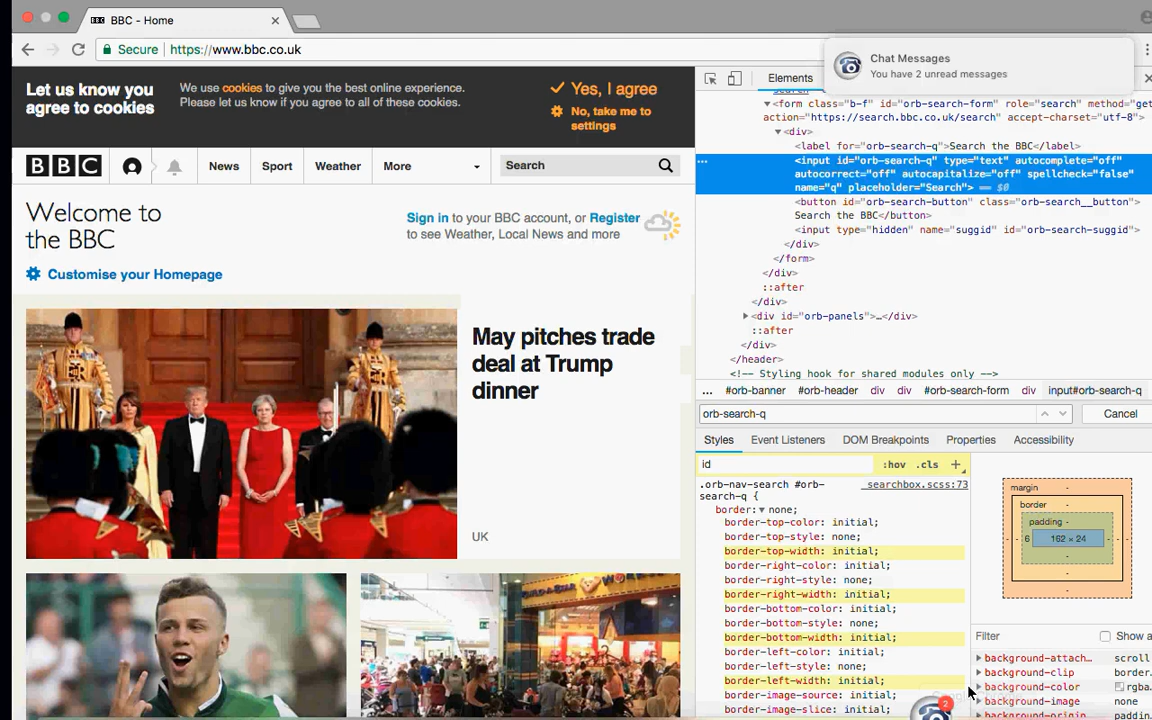 BBC - Home
Secure
https://www.bbc.co.uk
Chat Messages
You have 2 unread messages
Let us know you
agree to cookies
We use cookies to give you the best online experience.
Please let us know if you agree to all of these cookies.
Yes, I agree
No, take me to
settings
BBC
News
Sport
Weather
More
Search
Welcome to
the BBC
Sign in to your BBC account, or Register
to see Weather, Local News and more
Customise your Homepage
May pitches trade
deal at Trump
dinner
UK
Elements
<form class="b-f" id="orb-search-form" role="search" method="get
action="https://search.bbc.co.uk/search" accept-charset="utf-8">
<div>
<label for="orb-search-q">Search the BBC</label>
<input id="orb-search-q" type="text" autocomplete="off"
autocorrect="off" autocapitalize="off" spellcheck="false"
name="q" placeholder="Search"> == $0
<button id="orb-search-button" class="orb-search__button">
Search the BBC</button>
<input type="hidden" name="suggid" id="orb-search-suggid">
</div>
</form>
</div>
::after
</div>
<div id="orb-panels">…</div>
::after
</div>
</header>
<!-- Styling hook for shared modules only -->
... #orb-banner #orb-header div div #orb-search-form div input#orb-search-q
orb-search-q
Cancel
Styles Event Listeners DOM Breakpoints Properties Accessibility
id
:hov .cls +
.orb-nav-search #orb-
search-q {
_searchbox.scss:73
border: none;
border-top-color: initial;
border-top-style: none;
border-top-width: initial;
border-right-color: initial;
border-right-style: none;
border-right-width: initial;
border-bottom-color: initial;
border-bottom-style: none;
border-bottom-width: initial;
border-left-color: initial;
border-left-style: none;
border-left-width: initial;
border-image-source: initial;
border-image-slice: initial;
margin -
border -
padding -
6 162 × 24
Filter
Show a
background-attach… scroll
background-clip border.
background-color rgba.
background-image none
background-origin paddin
2